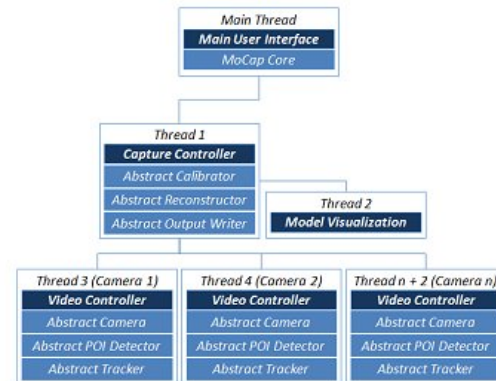 Main Thread
Main User Interface
MoCap Core
Thread 1
Capture Controller
Abstract Calibrator
Abstract Reconstructor
Abstract Output Writer
Thread 2
Model Visualization
Thread 3 (Camera 1)
Video Controller
Abstract Camera
Abstract POI Detector
Abstract Tracker
Thread 4 (Camera 2)
Video Controller
Abstract Camera
Abstract POI Detector
Abstract Tracker
Thread n + 2 (Camera n)
Video Controller
Abstract Camera
Abstract POI Detector
Abstract Tracker